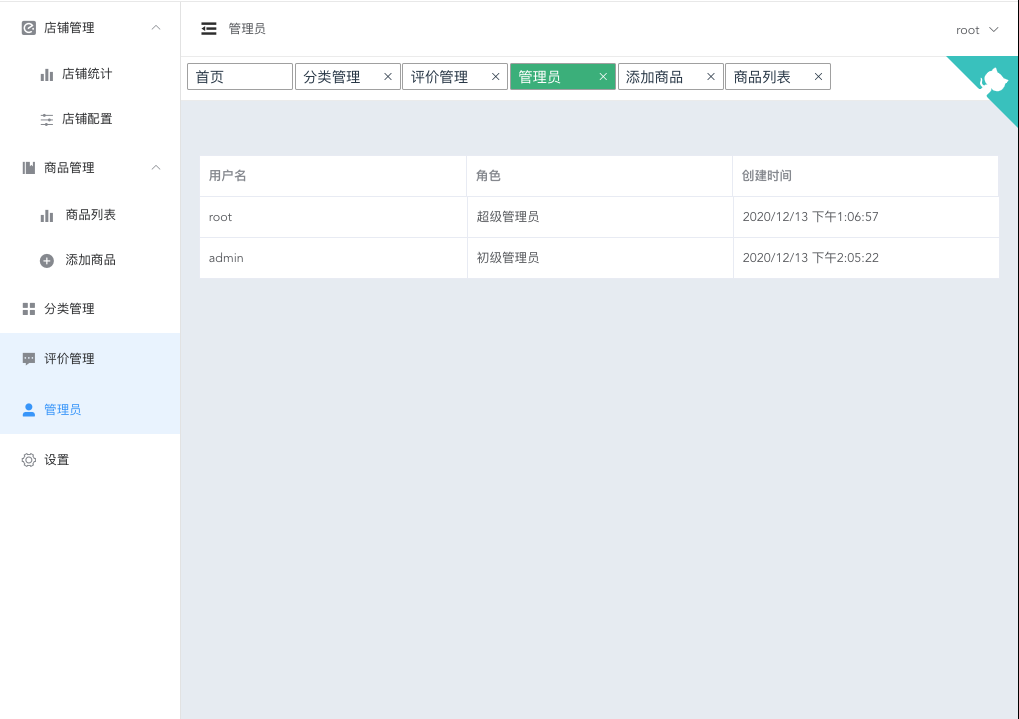 店铺管理
店铺统计
店铺配置
商品管理
商品列表
添加商品
分类管理
评价管理
管理员
设置
管理员
root
首页 分类管理 评价管理 管理员 添加商品 商品列表
用户名 角色 创建时间
root 超级管理员 2020/12/13 下午1:06:57
admin 初级管理员 2020/12/13 下午2:05:22